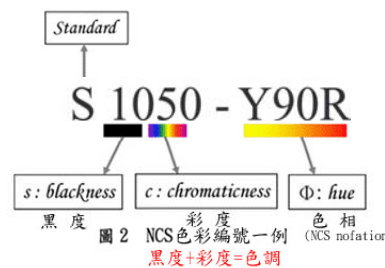 Standard
S 1050 - Y90R
s : blackness
c : chromaticness
Φ: hue
黑度
彩度
色相
圖2 NCS色彩編號一例
(NCS nofation
黑度+彩度=色調